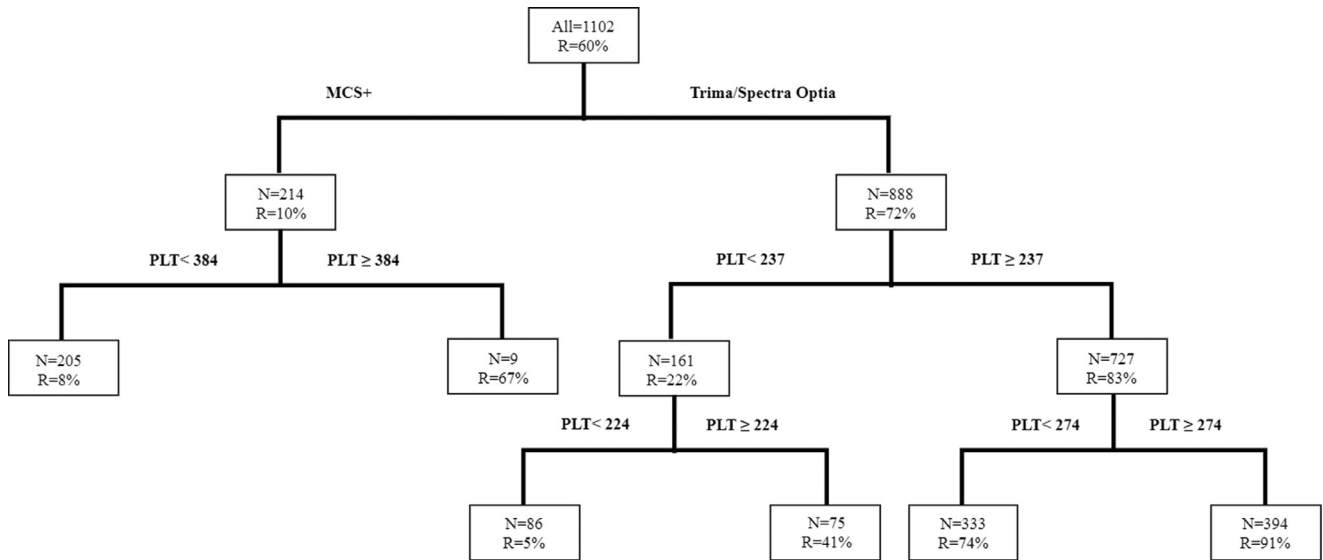 All=1102
R=60%
MCS+
Trima/Spectra Optia
N=214
R=10%
N=888
R=72%
PLT< 384
PLT ≥ 384
PLT< 237
PLT ≥ 237
N=205
R=8%
N=9
R=67%
N=161
R=22%
N=727
R=83%
PLT< 224
PLT ≥ 224
PLT< 274
PLT ≥ 274
N=86
R=5%
N=75
R=41%
N=333
R=74%
N=394
R=91%